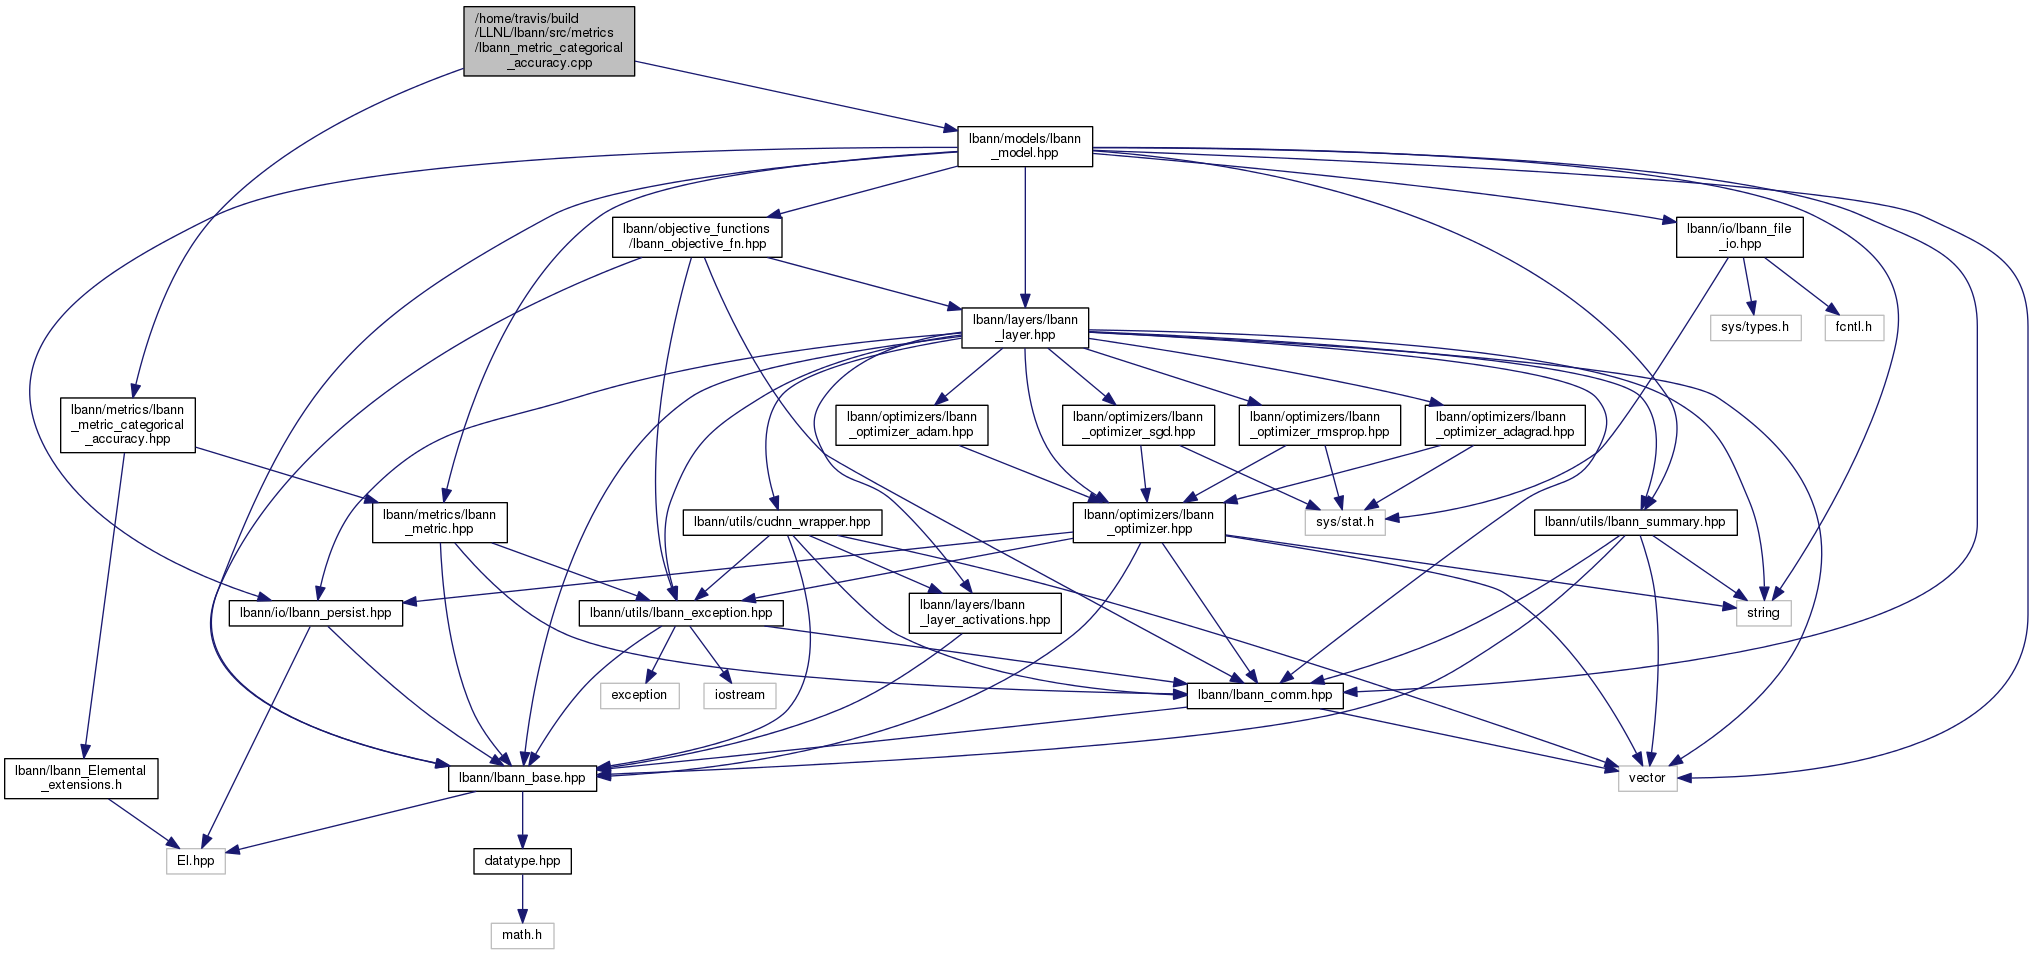 /home/travis/build
/LLNL/lbann/src/metrics
/lbann_metric_categorical
_accuracy.cpp
lbann/models/lbann
_model.hpp
lbann/objective_functions
/lbann_objective_fn.hpp
lbann/io/lbann_file
_io.hpp
lbann/layers/lbann
_layer.hpp
sys/types.h
fcntl.h
lbann/metrics/lbann
_metric_categorical
_accuracy.hpp
lbann/optimizers/lbann
_optimizer_adam.hpp
lbann/optimizers/lbann
_optimizer_sgd.hpp
lbann/optimizers/lbann
_optimizer_rmsprop.hpp
lbann/optimizers/lbann
_optimizer_adagrad.hpp
lbann/metrics/lbann
_metric.hpp
lbann/utils/cudnn_wrapper.hpp
lbann/optimizers/lbann
_optimizer.hpp
sys/stat.h
lbann/utils/lbann_summary.hpp
lbann/io/lbann_persist.hpp
lbann/utils/lbann_exception.hpp
lbann/layers/lbann
_layer_activations.hpp
string
exception
iostream
lbann/lbann_comm.hpp
lbann/lbann_Elemental
_extensions.h
lbann/lbann_base.hpp
vector
El.hpp
datatype.hpp
math.h